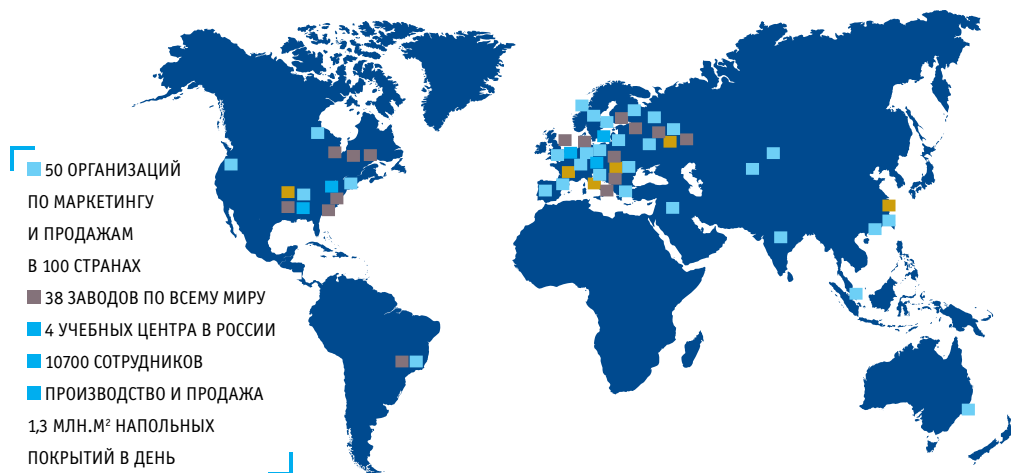 50 ОРГАНИЗАЦИЙ
ПО МАРКЕТИНГУ
И ПРОДАЖАМ
В 100 СТРАНАХ
38 ЗАВОДОВ ПО ВСЕМУ МИРУ
4 УЧЕБНЫХ ЦЕНТРА В РОССИИ
10700 СОТРУДНИКОВ
ПРОИЗВОДСТВО И ПРОДАЖА
1,3 МЛН.М² НАПОЛЬНЫХ
ПОКРЫТИЙ В ДЕНЬ